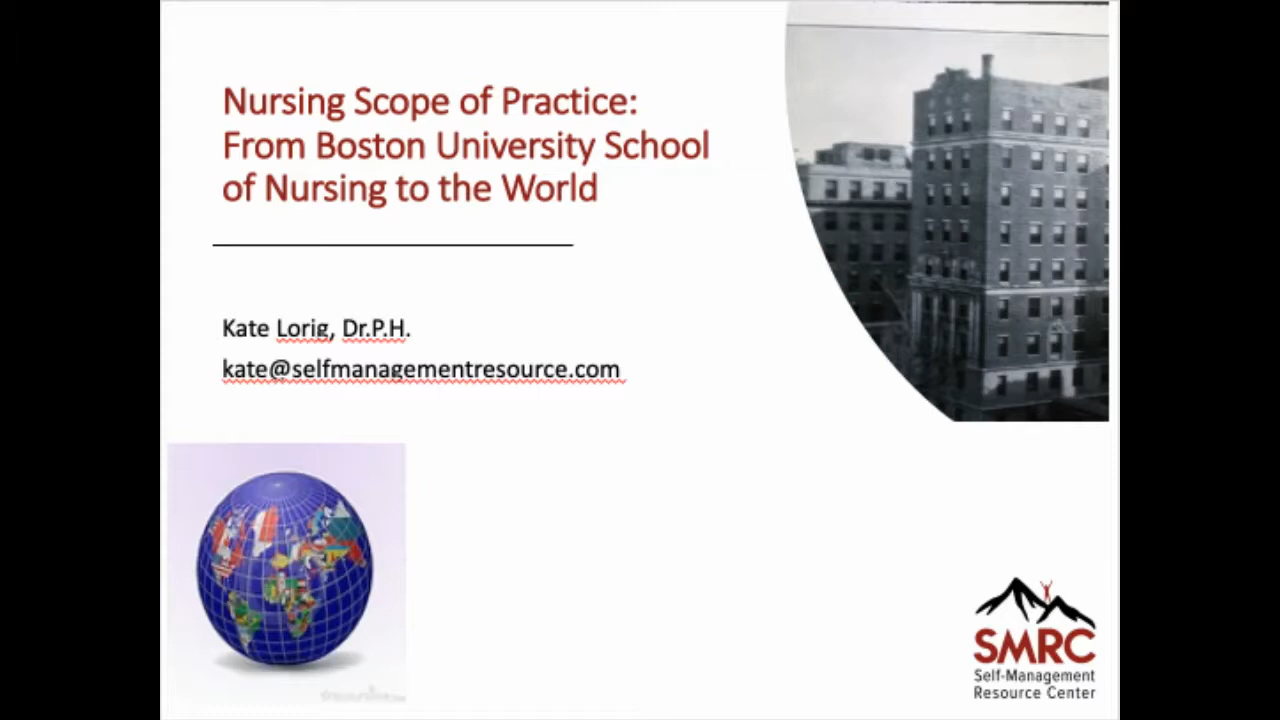 Nursing Scope of Practice:
From Boston University School
of Nursing to the World
Kate Lorig, Dr.P.H.
kate@selfmanagementresource.com
SMRC
Self-Management
Resource Center